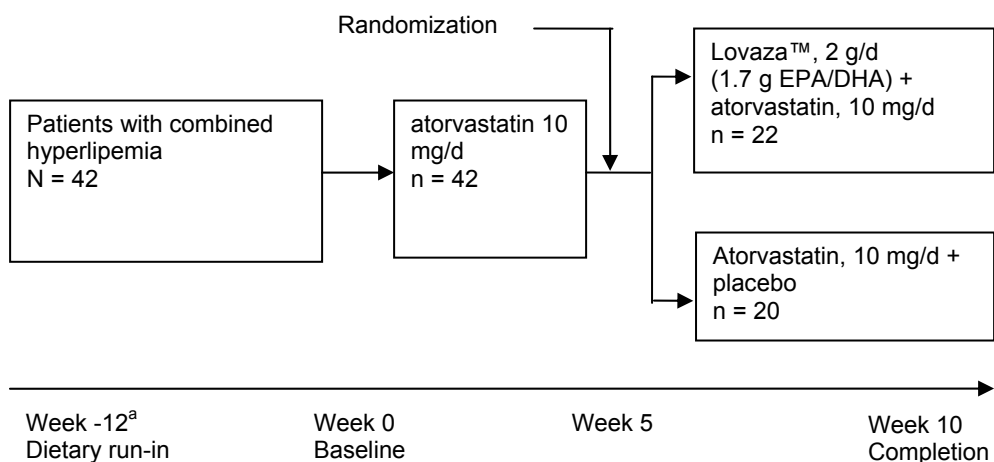 Randomization
Patients with combined
hyperlipemia
N = 42
atorvastatin 10
mg/d
n = 42
Lovaza™, 2 g/d
(1.7 g EPA/DHA) +
atorvastatin, 10 mg/d
n = 22
Atorvastatin, 10 mg/d +
placebo
n = 20
Week -12ᵃ
Dietary run-in
Week 0
Baseline
Week 5
Week 10
Completion